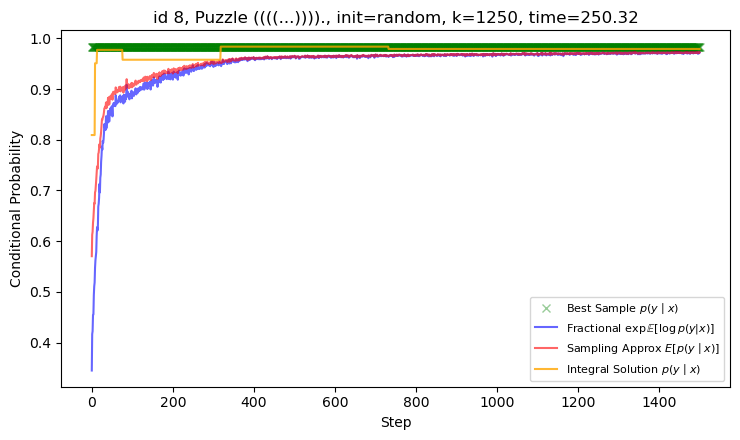 id 8, Puzzle ((((...))))., init=random, k=1250, time=250.32
Conditional Probability
1.0
0.9
0.8
0.7
0.6
0.5
0.4
Best Sample p(y | x)
Fractional exp𝔼[log p(y|x)]
Sampling Approx E[p(y | x)]
Integral Solution p(y | x)
0 200 400 600 800 1000 1200 1400
Step